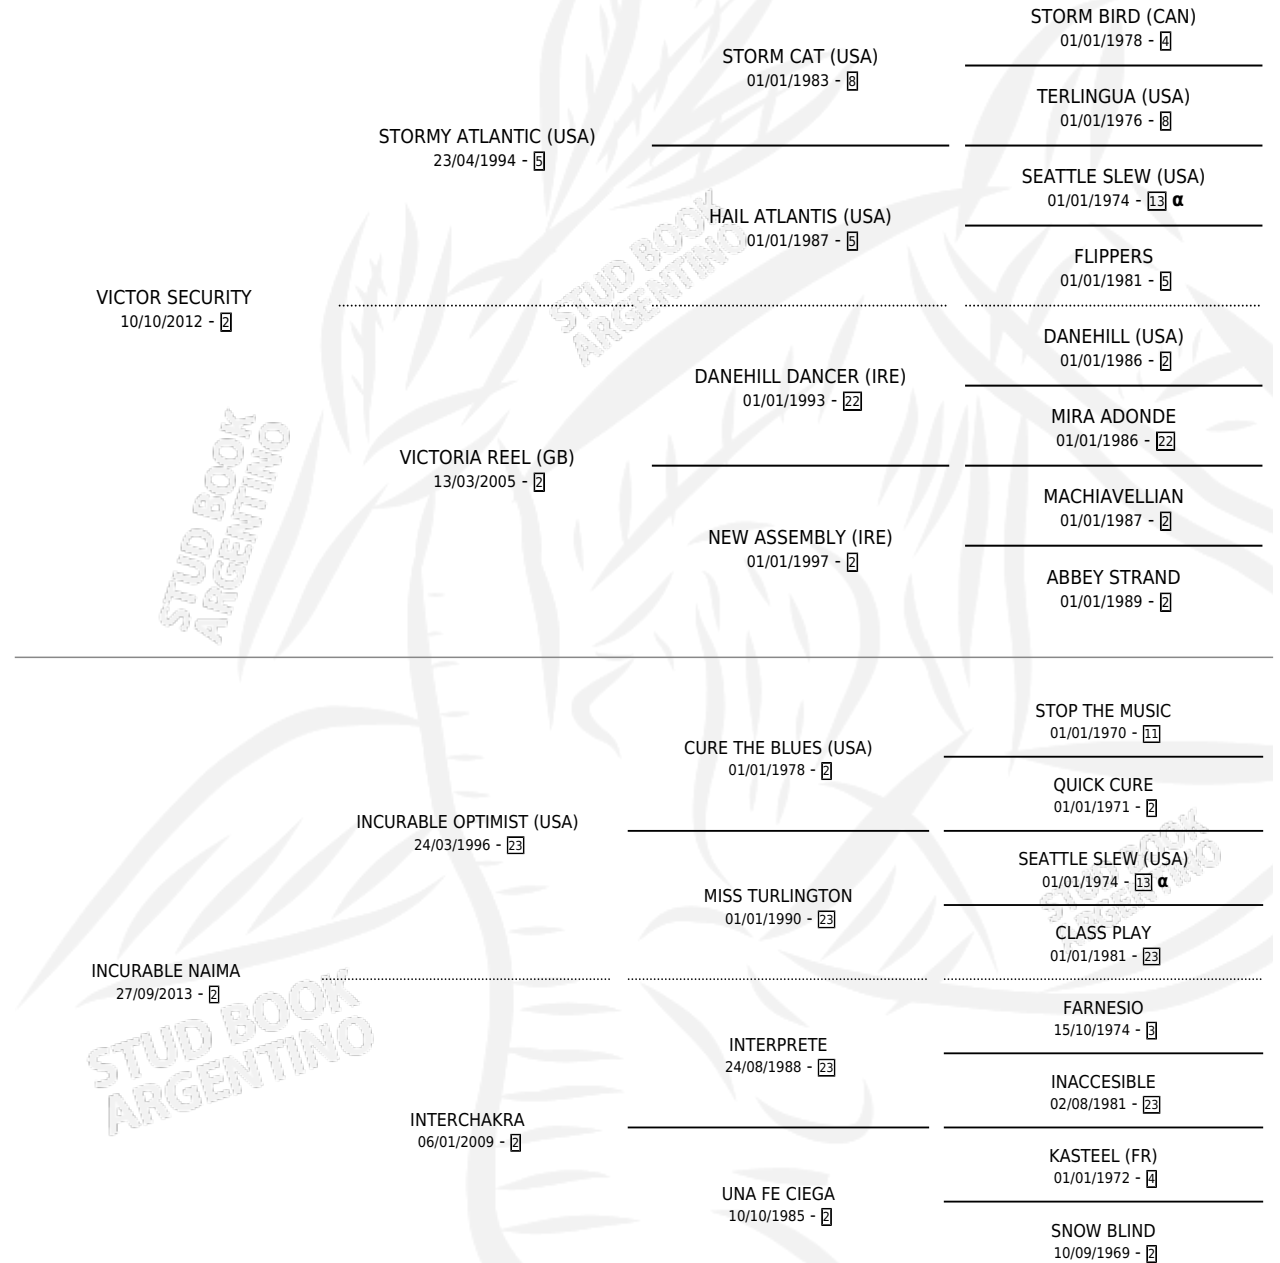 STORM BIRD (CAN)
01/01/1978 - 4
STORM CAT (USA)
01/01/1983 - 8
TERLINGUA (USA)
01/01/1976 - 8
STORMY ATLANTIC (USA)
23/04/1994 - 5
SEATTLE SLEW (USA)
01/01/1974 - 13 α
HAIL ATLANTIS (USA)
01/01/1987 - 5
FLIPPERS
01/01/1981 - 5
VICTOR SECURITY
10/10/2012 - 2
DANEHILL (USA)
01/01/1986 - 2
DANEHILL DANCER (IRE)
01/01/1993 - 22
MIRA ADONDE
01/01/1986 - 22
VICTORIA REEL (GB)
13/03/2005 - 2
MACHIAVELLIAN
01/01/1987 - 2
NEW ASSEMBLY (IRE)
01/01/1997 - 2
ABBEY STRAND
01/01/1989 - 2
STUD BOOK
ARGENTINO
STUD BOOK
ARGENTINO
STOP THE MUSIC
01/01/1970 - 11
CURE THE BLUES (USA)
01/01/1978 - 2
QUICK CURE
01/01/1971 - 2
INCURABLE OPTIMIST (USA)
24/03/1996 - 23
SEATTLE SLEW (USA)
01/01/1974 - 13 α
MISS TURLINGTON
01/01/1990 - 23
CLASS PLAY
01/01/1981 - 23
INCURABLE NAIMA
27/09/2013 - 2
FARNESIO
15/10/1974 - 3
INTERPRETE
24/08/1988 - 23
INACCESIBLE
02/08/1981 - 23
INTERCHAKRA
06/01/2009 - 2
KASTEEL (FR)
01/01/1972 - 4
UNA FE CIEGA
10/10/1985 - 2
SNOW BLIND
10/09/1969 - 2
STUD BOOK
ARGENTINO
STUD BOOK
ARGENTINO